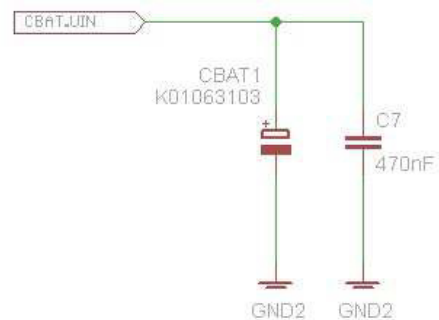 CBAT.UIN
CBAT1
K01063103
+
C7
470nF
GND2
GND2